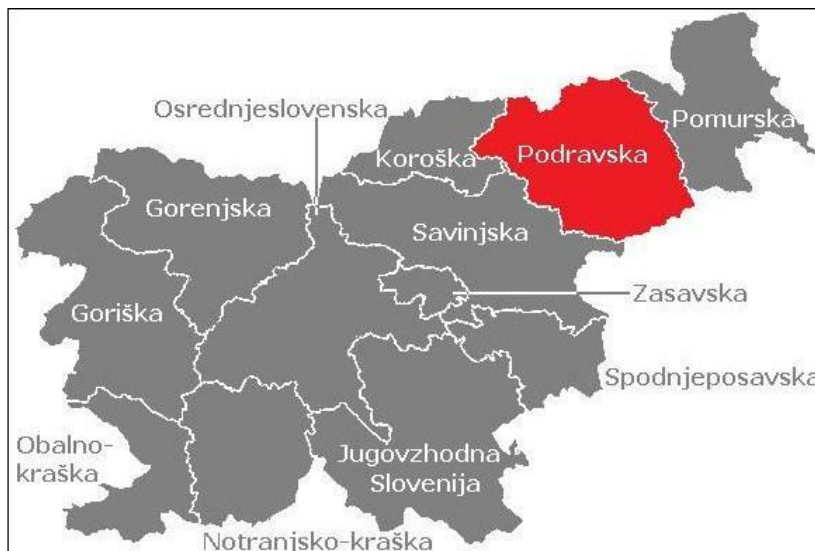 Osrednjeslovenska
Pomurska
Koroška
Podravska
Gorenjska
Savinjska
Zasavska
Goriška
Spodnjeposavska
Obalno-
kraška
Jugovzhodna
Slovenija
Notranjsko-kraška